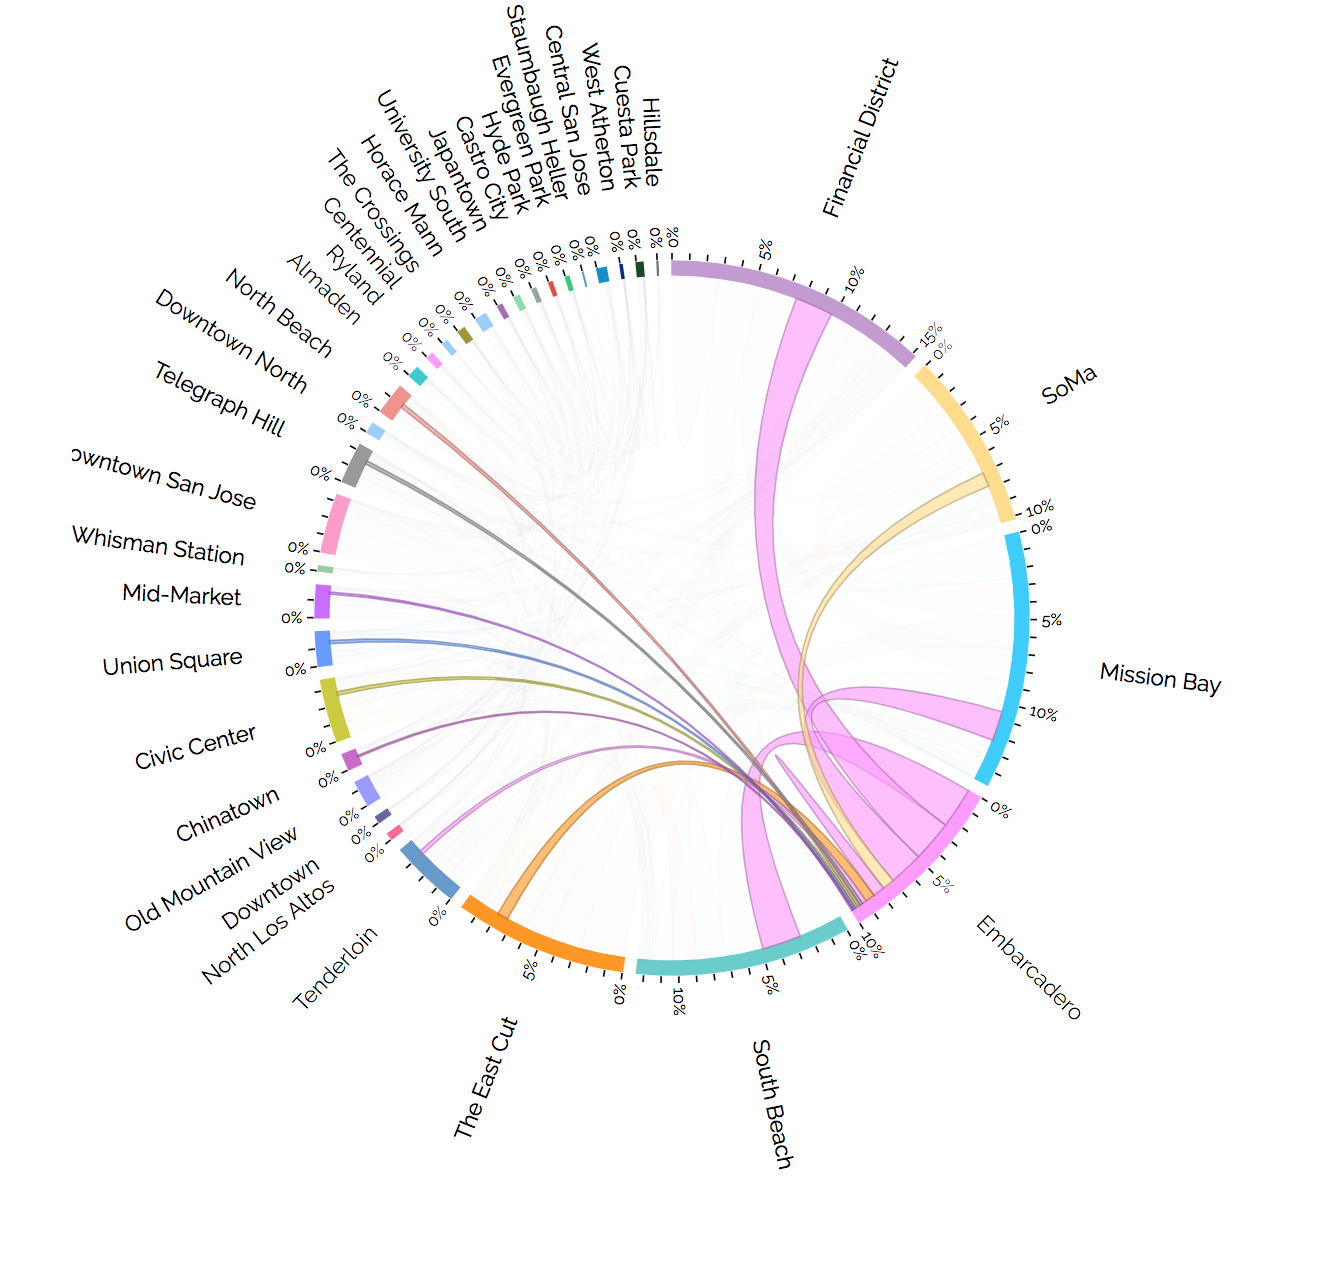 Hillsdale
0%
Financial District
5%
10%
15%
0%
SoMa
5%
10%
0%
Mission Bay
5%
10%
0%
Embarcadero
5%
10%
0%
South Beach
5%
10%
0%
The East Cut
5%
0%
Tenderloin
0%
North Los Altos
0%
Downtown
0%
Old Mountain View
0%
Chinatown
0%
Civic Center
0%
Union Square
0%
Mid-Market
0%
Whisman Station
0%
owntown San Jose
0%
Telegraph Hill
0%
Downtown North
0%
North Beach
0%
Almaden
0%
Ryland
0%
Centennial
0%
The Crossings
0%
Horace Mann
0%
University South
0%
Japantown
0%
Castro City
0%
Hyde Park
0%
Evergreen Park
0%
Staumbaugh Heller
0%
Central San Jose
0%
West Atherton
0%
Cuesta Park
0%